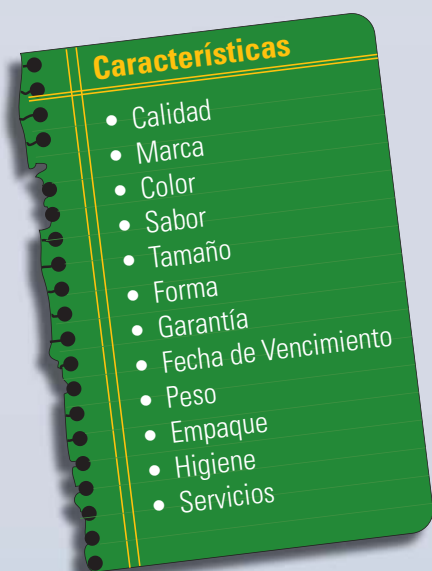 Características
• Calidad
• Marca
• Color
• Sabor
• Tamaño
• Forma
• Garantía
• Fecha de Vencimiento
• Peso
• Empaque
• Higiene
• Servicios